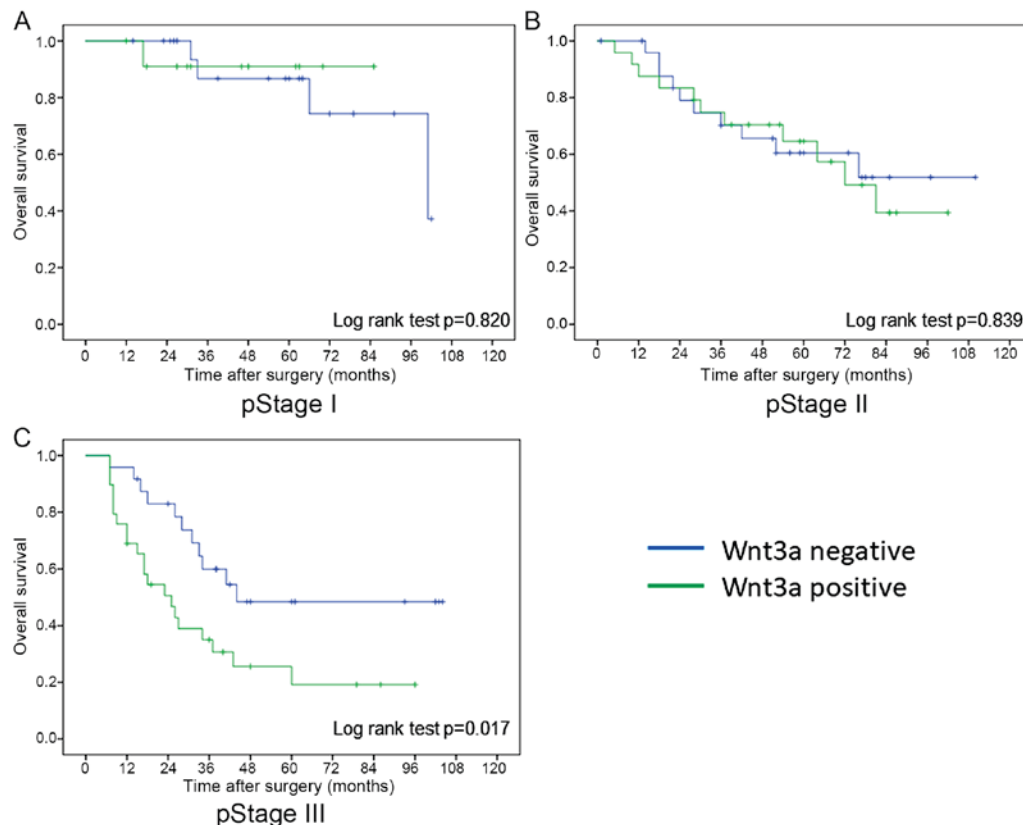 A
Overall survival
1.0
0.8
0.6
0.4
0.2
0.0
Log rank test p=0.820
0 12 24 36 48 60 72 84 96 108 120
Time after surgery (months)
pStage I
B
Overall survival
1.0
0.8
0.6
0.4
0.2
0.0
Log rank test p=0.839
0 12 24 36 48 60 72 84 96 108 120
Time after surgery (months)
pStage II
C
Overall survival
1.0
0.8
0.6
0.4
0.2
0.0
Log rank test p=0.017
0 12 24 36 48 60 72 84 96 108 120
Time after surgery (months)
pStage III
Wnt3a negative
Wnt3a positive